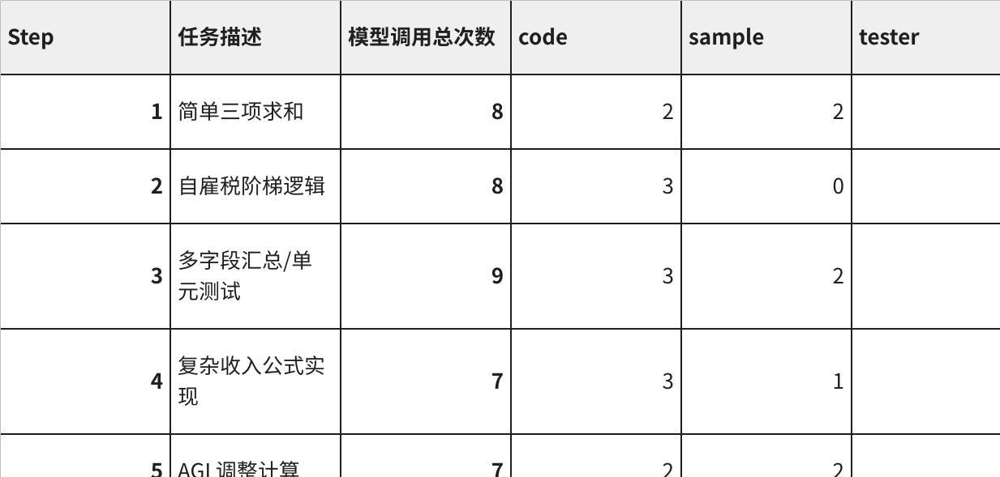 Step 任务描述 模型调用总次数 code sample tester
1 简单三项求和 8 2 2
2 自雇税阶梯逻辑 8 3 0
3 多字段汇总/单
元测试 9 3 2
4 复杂收入公式实
现 7 3 1
5 AGI 调整计算 7 2 2